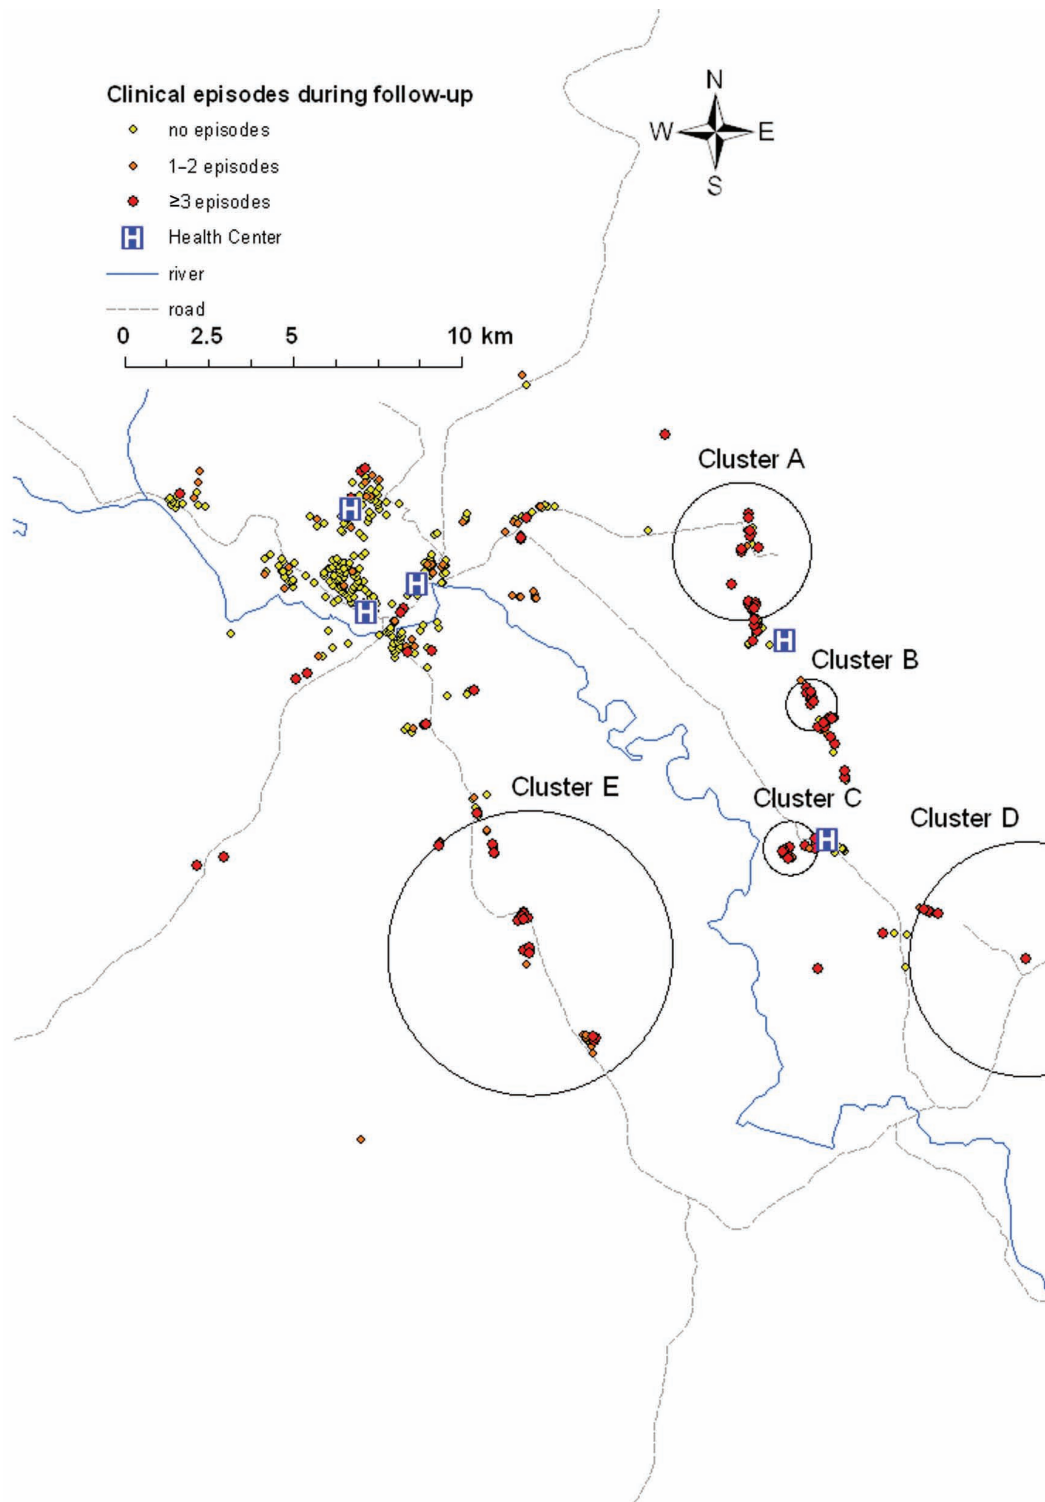 N
W E
S
Clinical episodes during follow-up
no episodes
1–2 episodes
≥3 episodes
H Health Center
river
road
0 2.5 5 10 km
Cluster A
H
H
H
H
Cluster B
Cluster E
Cluster C
H
Cluster D